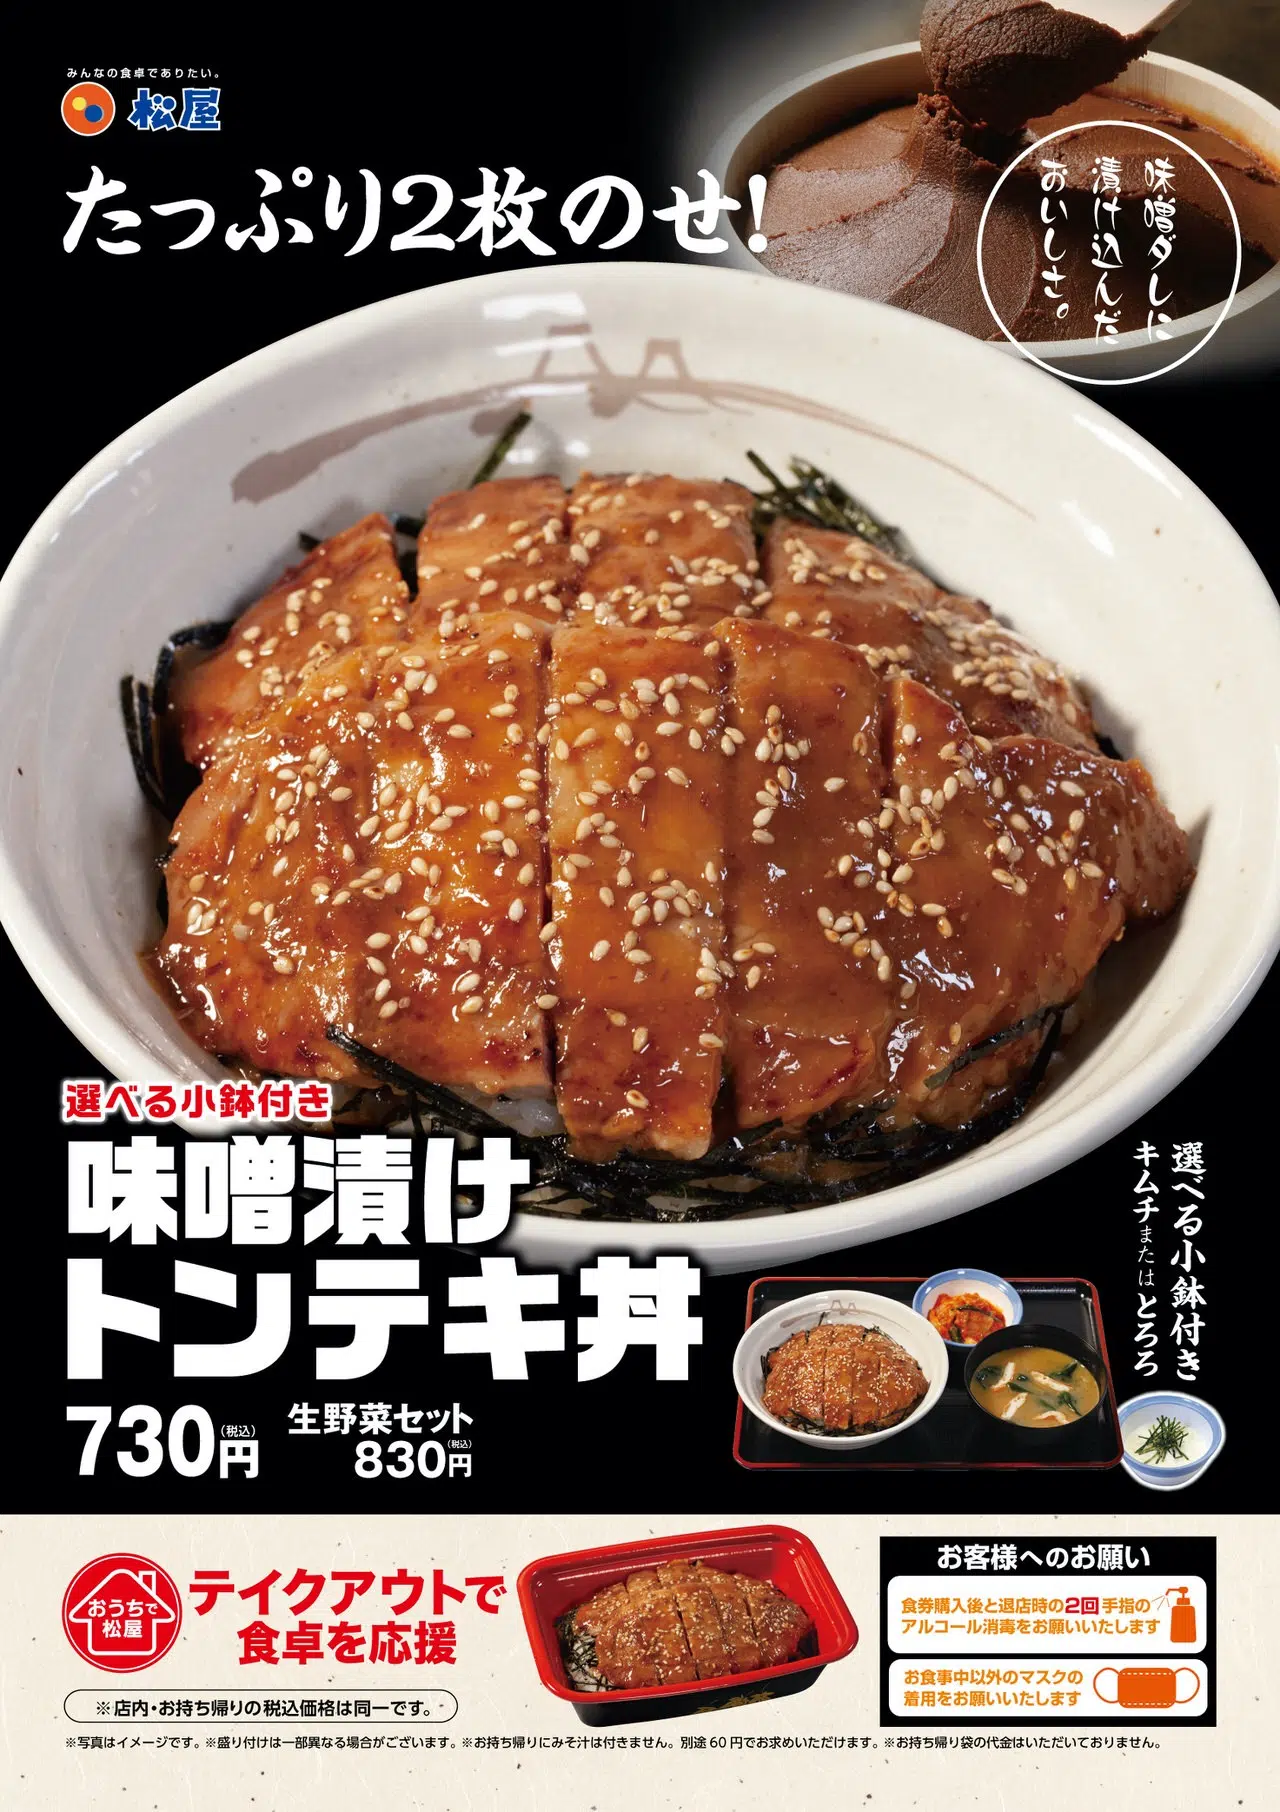 みんなの食卓でありたい。
松屋
たっぷり2枚のせ!
味噌ダレに
漬け込んだ
おいしさ。
選べる小鉢付き
味噌漬け
トンテキ丼
730円(税込)
生野菜セット
830円(税込)
選べる小鉢付き
キムチまたはとろろ
おうちで
松屋
テイクアウトで
食卓を応援
※店内・お持ち帰りの税込価格は同一です。
お客様へのお願い
食券購入後と退店時の2回手指の
アルコール消毒をお願いいたします
お食事中以外のマスクの
着用をお願いいたします
※写真はイメージです。※盛り付けは一部異なる場合がございます。※お持ち帰りにみそ汁は付きません。別途60円でお求めいただけます。※お持ち帰り袋の代金はいただいておりません。